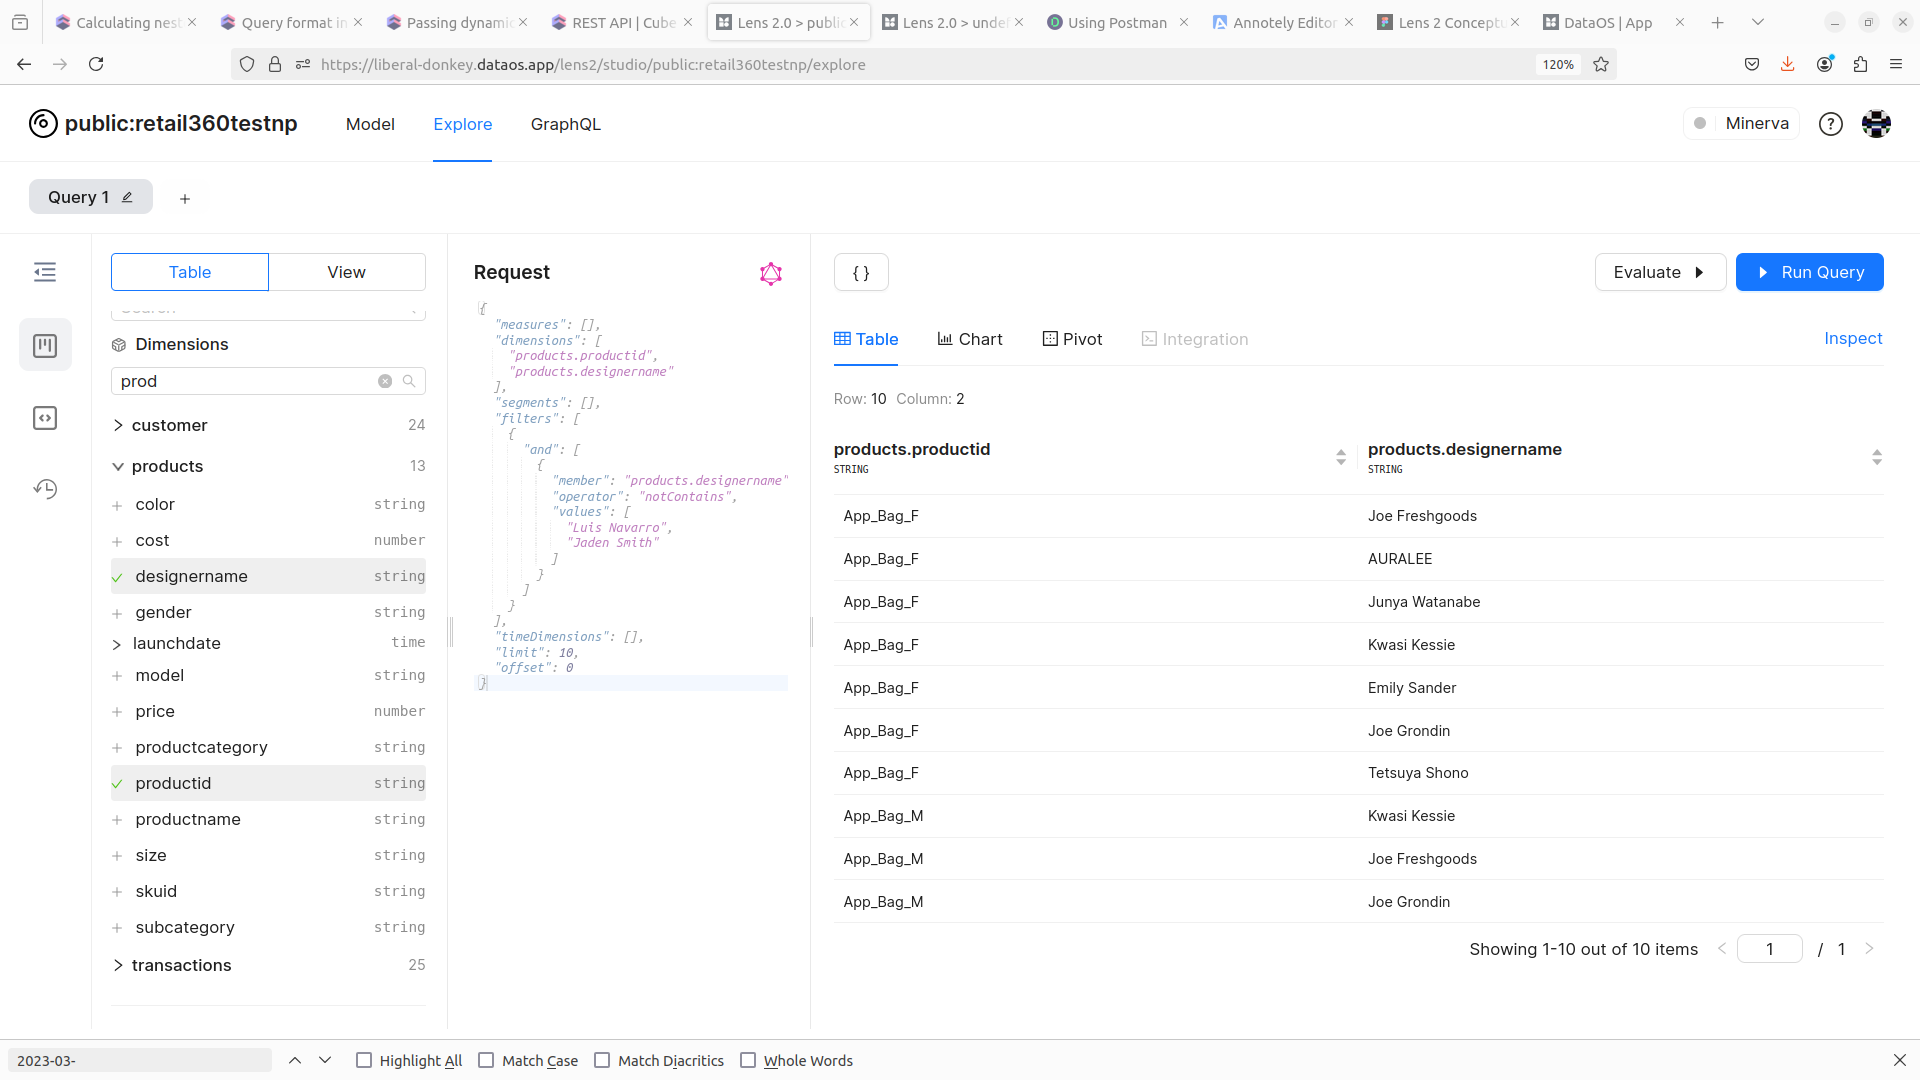 Calculating nest
Query format in
Passing dynamic
REST API | Cube
Lens 2.0 > public
Lens 2.0 > undef
Using Postman
Annotely Editor
Lens 2 Conceptu
DataOS | App
https://liberal-donkey.dataos.app/lens2/studio/public:retail360testnp/explore
120%
public:retail360testnp
Model
Explore
GraphQL
Minerva
?
Query 1
+
Table
View
Search
Dimensions
prod
customer 24
products 13
color string
cost number
designername string
gender string
launchdate time
model string
price number
productcategory string
productid string
productname string
size string
skuid string
subcategory string
transactions 25
Request
{
"measures": [],
"dimensions": [
"products.productid",
"products.designername"
],
"segments": [],
"filters": [
{
"and": [
{
"member": "products.designername"
"operator": "notContains",
"values": [
"Luis Navarro",
"Jaden Smith"
]
}
]
}
],
"timeDimensions": [],
"limit": 10,
"offset": 0
}
{ }
Evaluate
Run Query
Table
Chart
Pivot
Integration
Inspect
Row: 10 Column: 2
products.productid products.designername
STRING STRING
App_Bag_F Joe Freshgoods
App_Bag_F AURALEE
App_Bag_F Junya Watanabe
App_Bag_F Kwasi Kessie
App_Bag_F Emily Sander
App_Bag_F Joe Grondin
App_Bag_F Tetsuya Shono
App_Bag_M Kwasi Kessie
App_Bag_M Joe Freshgoods
App_Bag_M Joe Grondin
Showing 1-10 out of 10 items < 1 / 1 >
2023-03-
Highlight All
Match Case
Match Diacritics
Whole Words